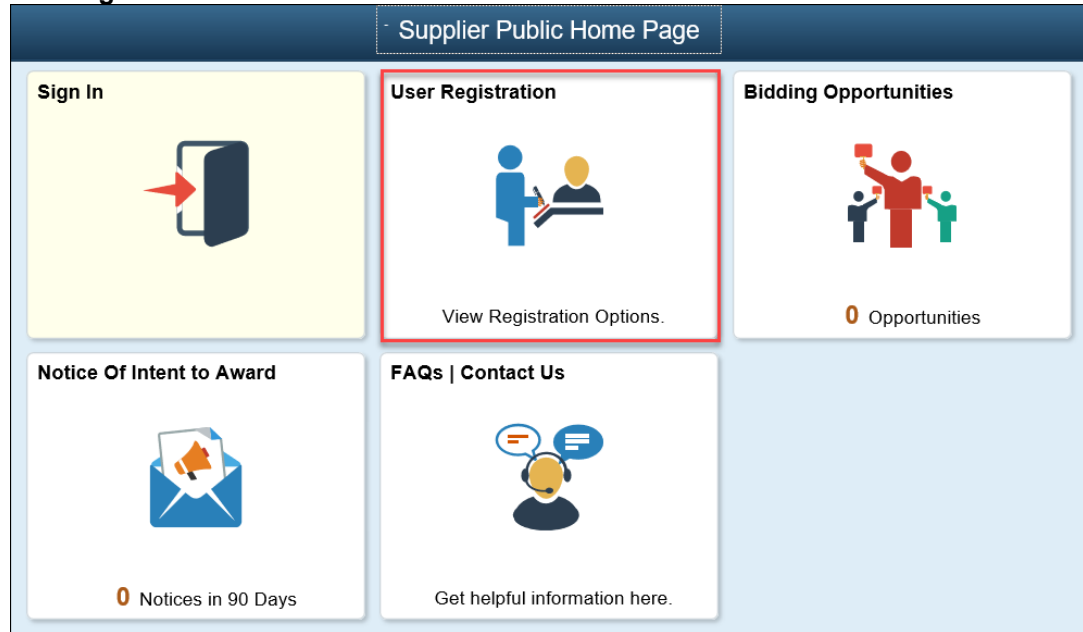 Supplier Public Home Page
Sign In
User Registration
Bidding Opportunities
View Registration Options.
0 Opportunities
Notice Of Intent to Award
FAQs | Contact Us
0 Notices in 90 Days
Get helpful information here.